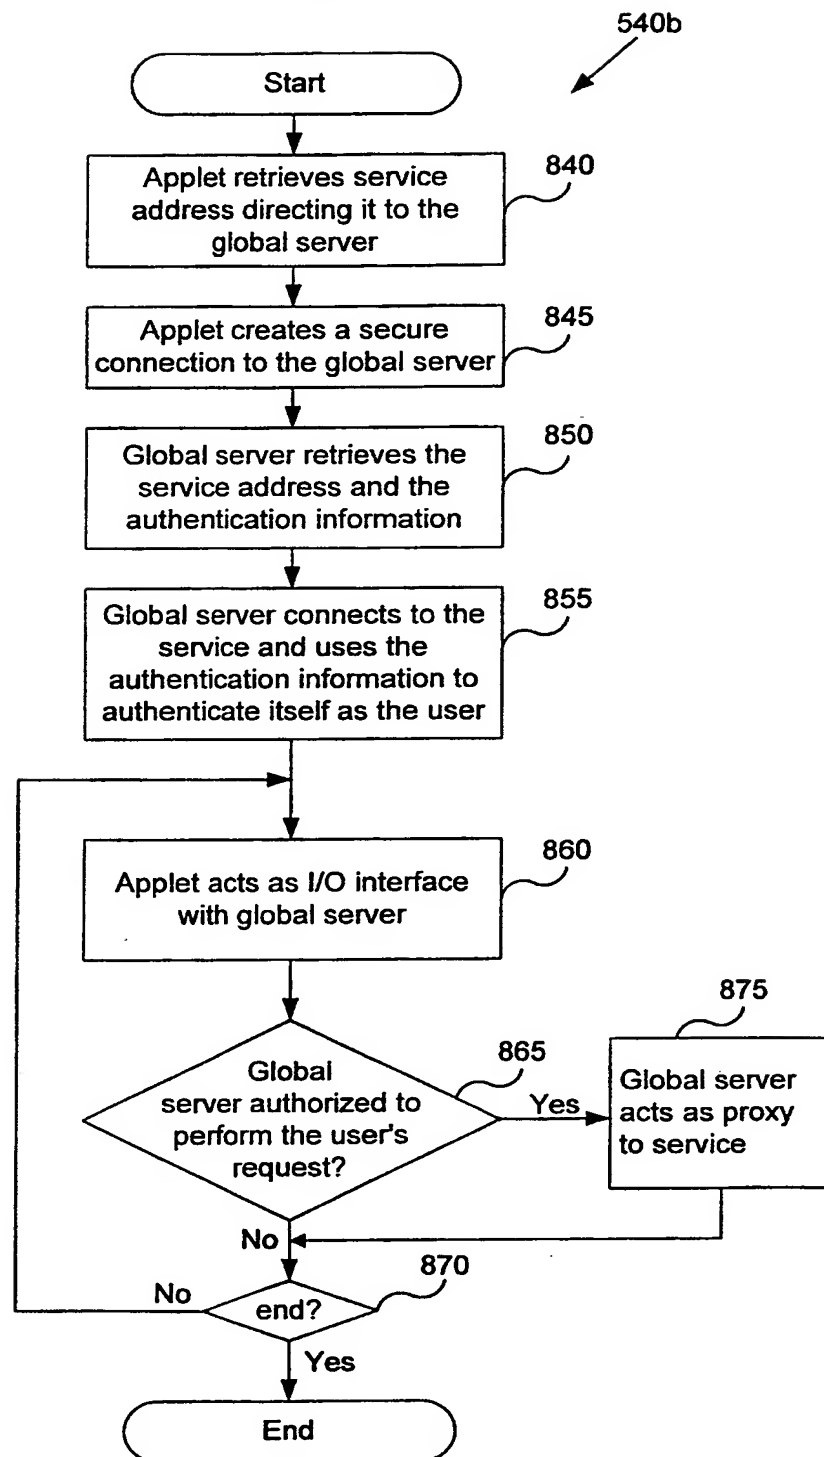 540b
Start
Applet retrieves service
address directing it to the
global server
840
Applet creates a secure
connection to the global server
845
Global server retrieves the
service address and the
authentication information
850
Global server connects to the
service and uses the
authentication information to
authenticate itself as the user
855
Applet acts as I/O interface
with global server
860
Global
server authorized to
perform the user's
request?
865
Yes
875
Global server
acts as proxy
to service
No
870
end?
No
Yes
End